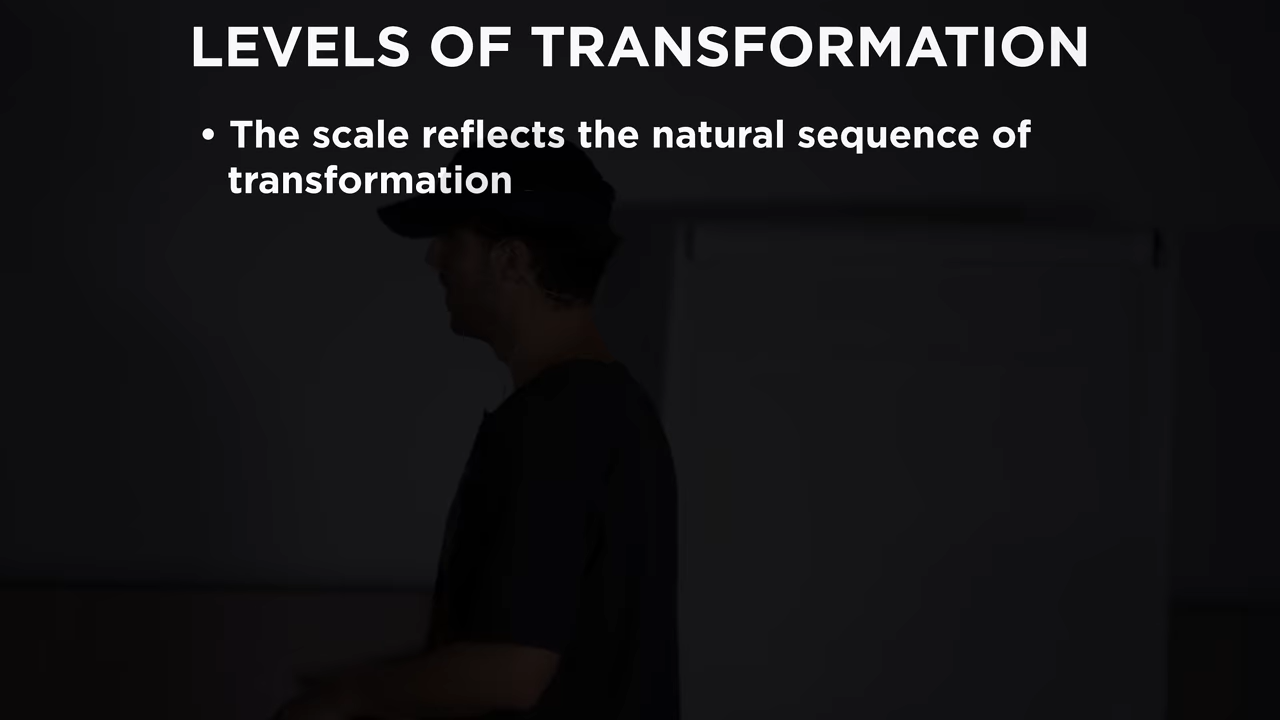 LEVELS OF TRANSFORMATION
• The scale reflects the natural sequence of
transformation